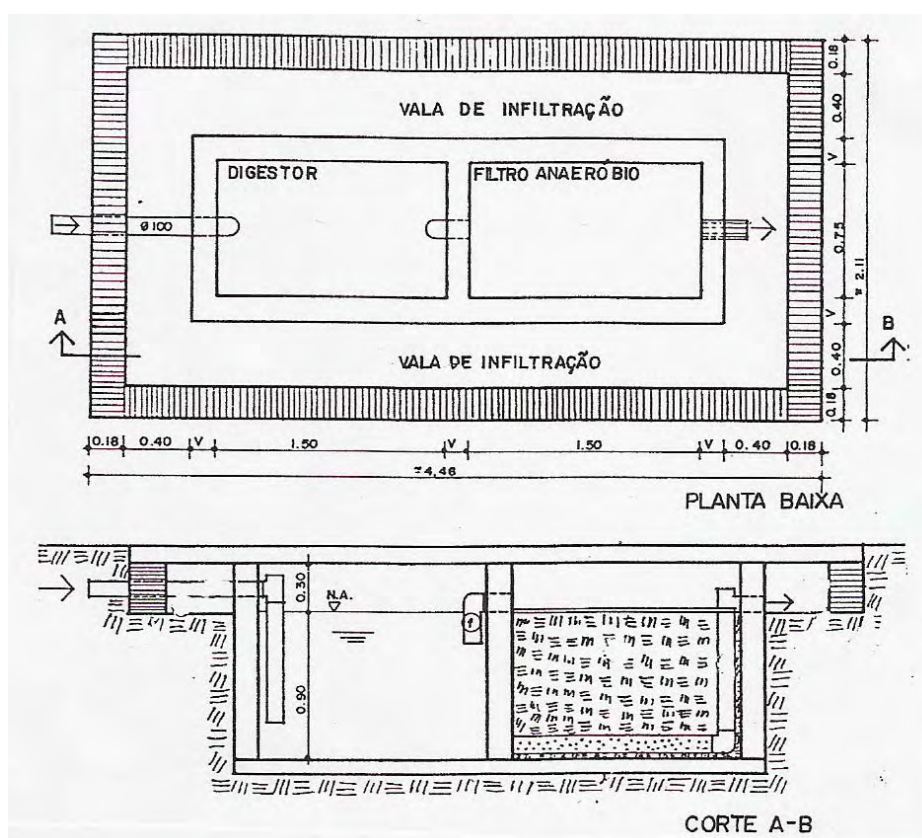 VALA DE INFILTRAÇÃO
DIGESTOR
FILTRO ANAERÓBIO
Ø100
A
B
VALA DE INFILTRAÇÃO
0.18
0.40
V
0.75
≈ 2.11
V
0.40
0.18
0.18 0.40 V 1.50 V 1.50 V 0.40 0.18
≈4.46
PLANTA BAIXA
0.30
N.A.
1
0.90
CORTE A-B